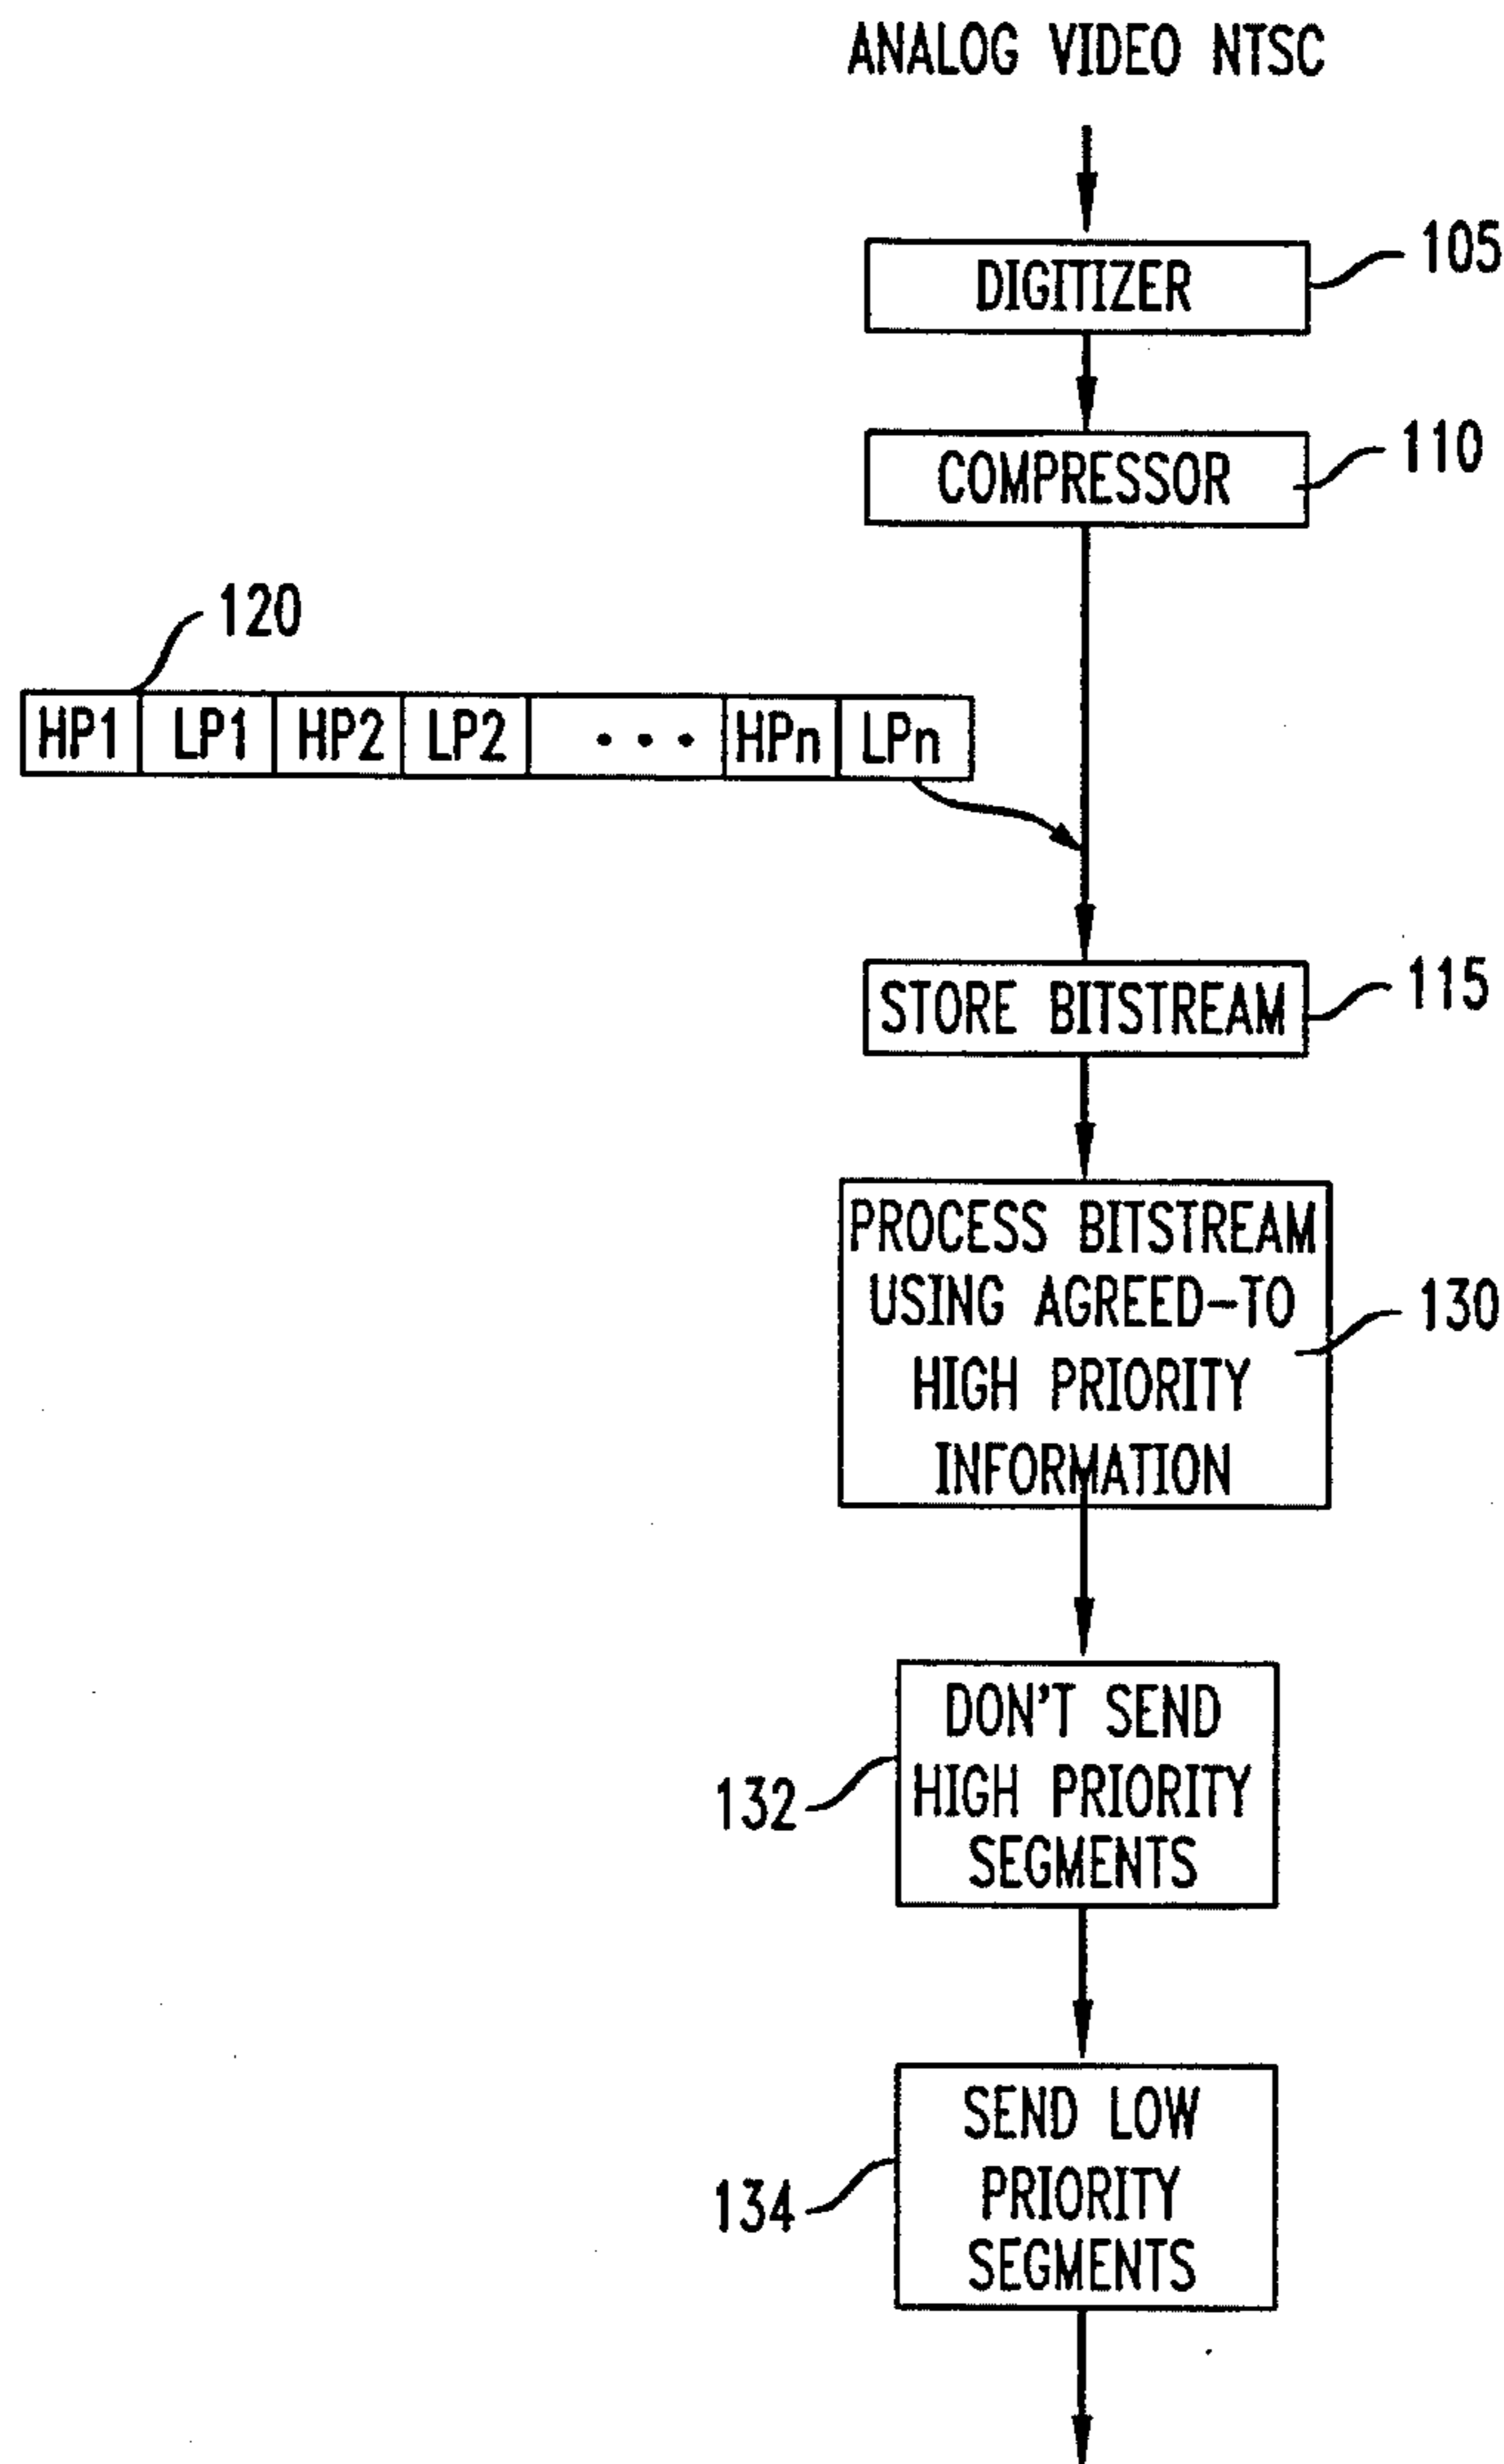 ANALOG VIDEO NTSC
DIGITIZER
105
COMPRESSOR
110
120
HP1 LP1 HP2 LP2 ... HPn LPn
STORE BITSTREAM
115
PROCESS BITSTREAM
USING AGREED-TO
HIGH PRIORITY
INFORMATION
130
DON'T SEND
HIGH PRIORITY
SEGMENTS
132
SEND LOW
PRIORITY
SEGMENTS
134